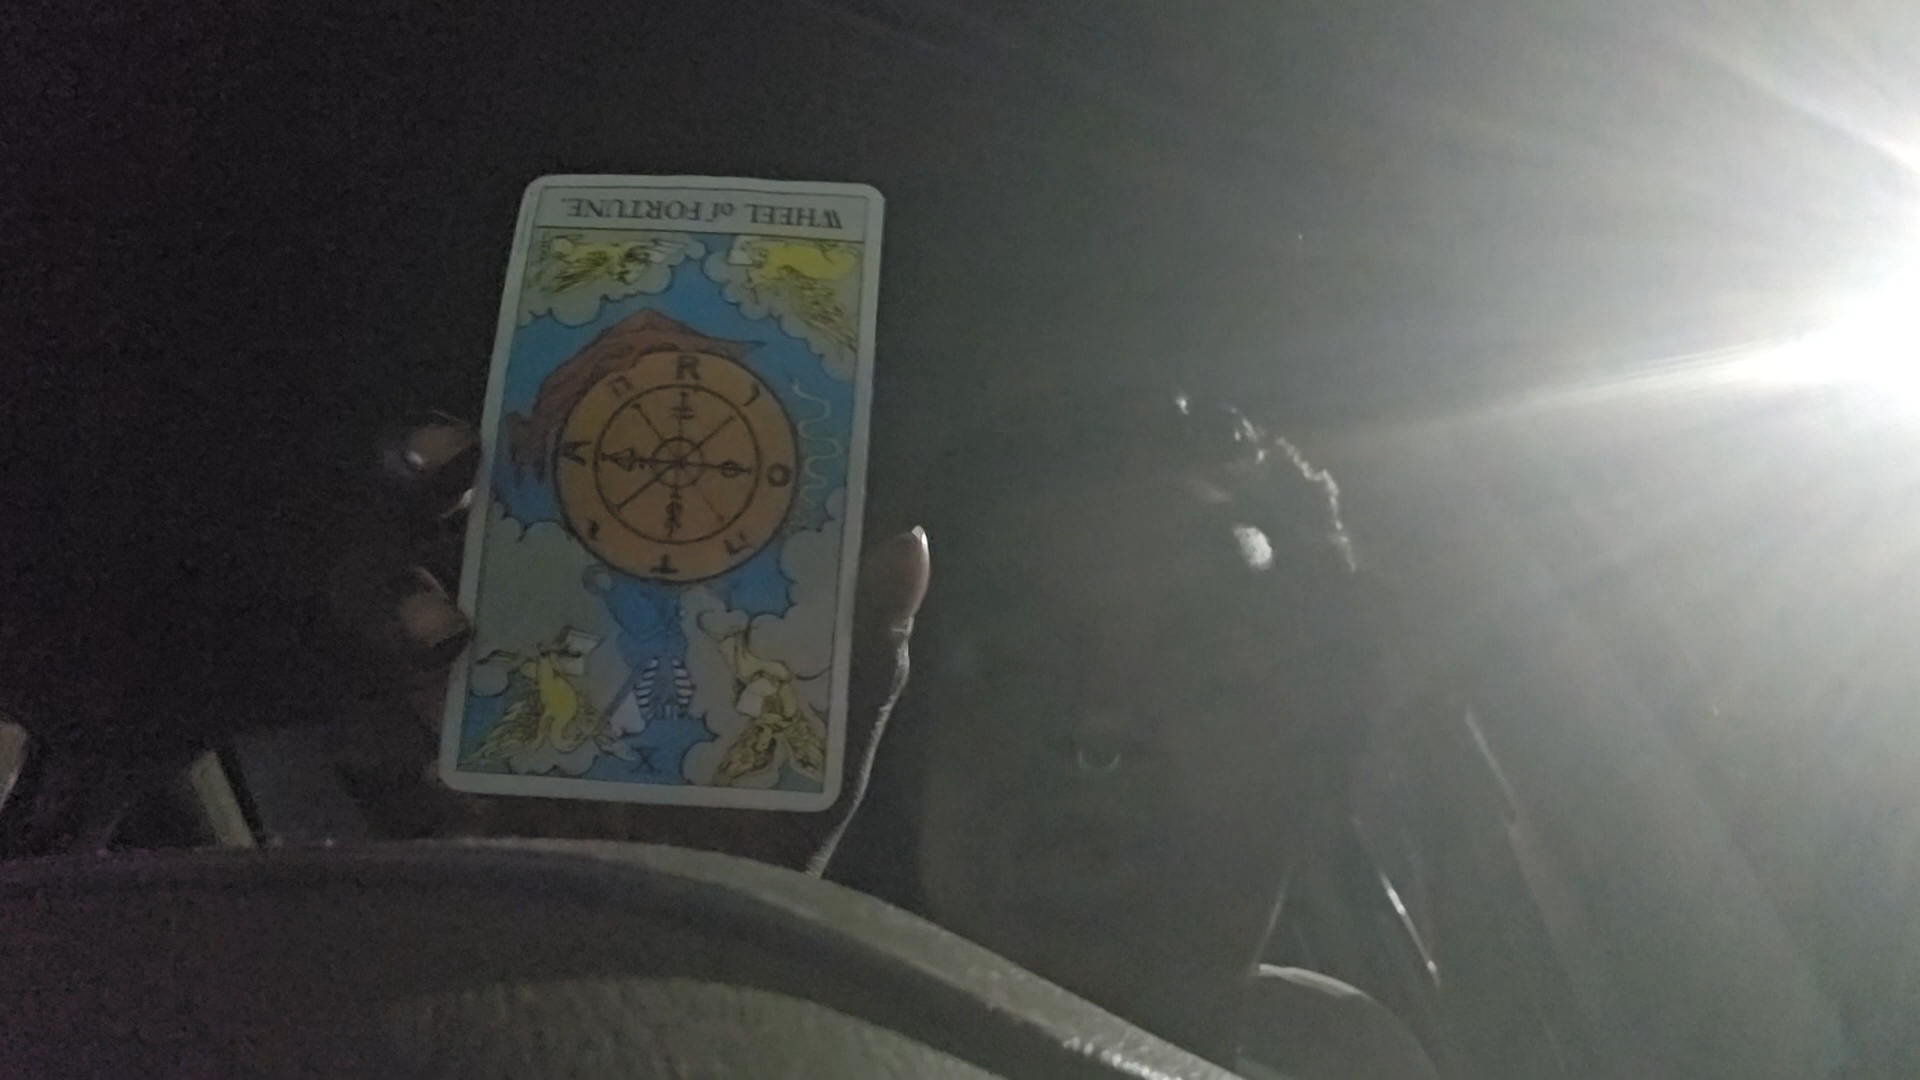 X
T
י
A
ה
R
ו
O
ה
WHEEL of FORTUNE.